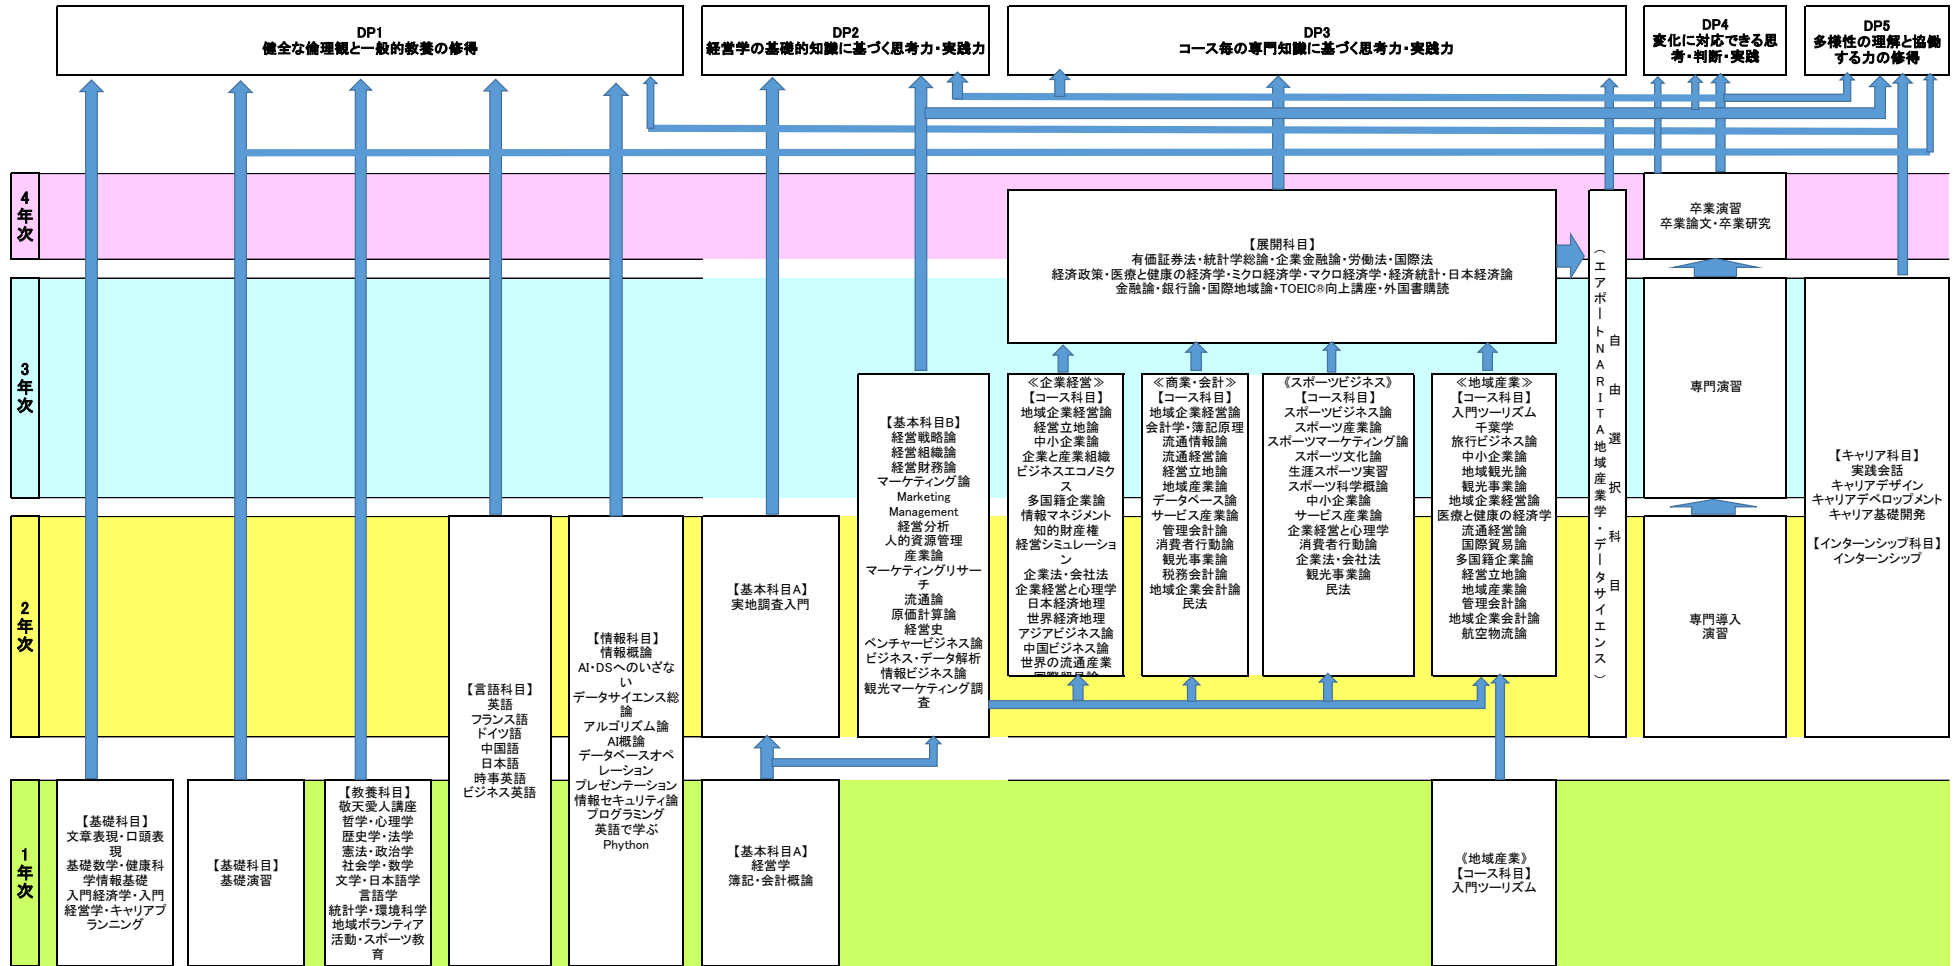 DP1
健全な倫理観と一般的教養の修得
DP2
経営学の基礎的知識に基づく思考力・実践力
DP3
コース毎の専門知識に基づく思考力・実践力
DP4
変化に対応できる思
考・判断・実践
DP5
多様性の理解と協働
する力の修得
4年次
【展開科目】
有価証券法・統計学総論・企業金融論・労働法・国際法
経済政策・医療と健康の経済学・ミクロ経済学・マクロ経済学・経済統計・日本経済論
金融論・銀行論・国際地域論・TOEIC®向上講座・外国書購読
自由選択科目
（エアポートNARITA地域産業学・データサイエンス）
卒業演習
卒業論文・卒業研究
3年次
【基本科目B】
経営戦略論
経営組織論
経営財務論
マーケティング論
Marketing
Management
経営分析
人的資源管理
産業論
マーケティングリサー
チ
流通論
原価計算論
経営史
ベンチャービジネス論
ビジネス・データ解析
情報ビジネス論
観光マーケティング調
査
≪企業経営≫
【コース科目】
地域企業経営論
経営立地論
中小企業論
企業と産業組織
ビジネスエコノミク
ス
多国籍企業論
情報マネジメント
知的財産権
経営シミュレーショ
ン
企業法・会社法
企業経営と心理学
日本経済地理
世界経済地理
アジアビジネス論
中国ビジネス論
世界の流通産業
国際貿易論
≪商業・会計≫
【コース科目】
地域企業経営論
会計学・簿記原理
流通情報論
流通経営論
経営立地論
地域産業論
データベース論
サービス産業論
管理会計論
消費者行動論
観光事業論
税務会計論
地域企業会計論
民法
《スポーツビジネス》
【コース科目】
スポーツビジネス論
スポーツ産業論
スポーツマーケティング論
スポーツ文化論
生涯スポーツ実習
スポーツ科学概論
中小企業論
サービス産業論
企業経営と心理学
消費者行動論
企業法・会社法
観光事業論
民法
≪地域産業≫
【コース科目】
入門ツーリズム
千葉学
旅行ビジネス論
中小企業論
地域観光論
観光事業論
地域企業経営論
医療と健康の経済学
流通経営論
国際貿易論
多国籍企業論
経営立地論
地域産業論
管理会計論
地域企業会計論
航空物流論
専門演習
【キャリア科目】
実践会話
キャリアデザイン
キャリアデベロップメント
キャリア基礎開発
【インターンシップ科目】
インターンシップ
2年次
【言語科目】
英語
フランス語
ドイツ語
中国語
日本語
時事英語
ビジネス英語
【情報科目】
情報概論
AI・DSへのいざな
い
データサイエンス総
論
アルゴリズム論
AI概論
データベースオペ
レーション
プレゼンテーション
情報セキュリティ論
プログラミング
英語で学ぶ
Phython
【基本科目A】
実地調査入門
専門導入
演習
1年次
【基礎科目】
文章表現・口頭表
現
基礎数学・健康科
学情報基礎
入門経済学・入門
経営学・キャリアプ
ランニング
【基礎科目】
基礎演習
【教養科目】
敬天愛人講座
哲学・心理学
歴史学・法学
憲法・政治学
社会学・数学
文学・日本語学
言語学
統計学・環境科学
地域ボランティア
活動・スポーツ教
育
【基本科目A】
経営学
簿記・会計概論
《地域産業》
【コース科目】
入門ツーリズム